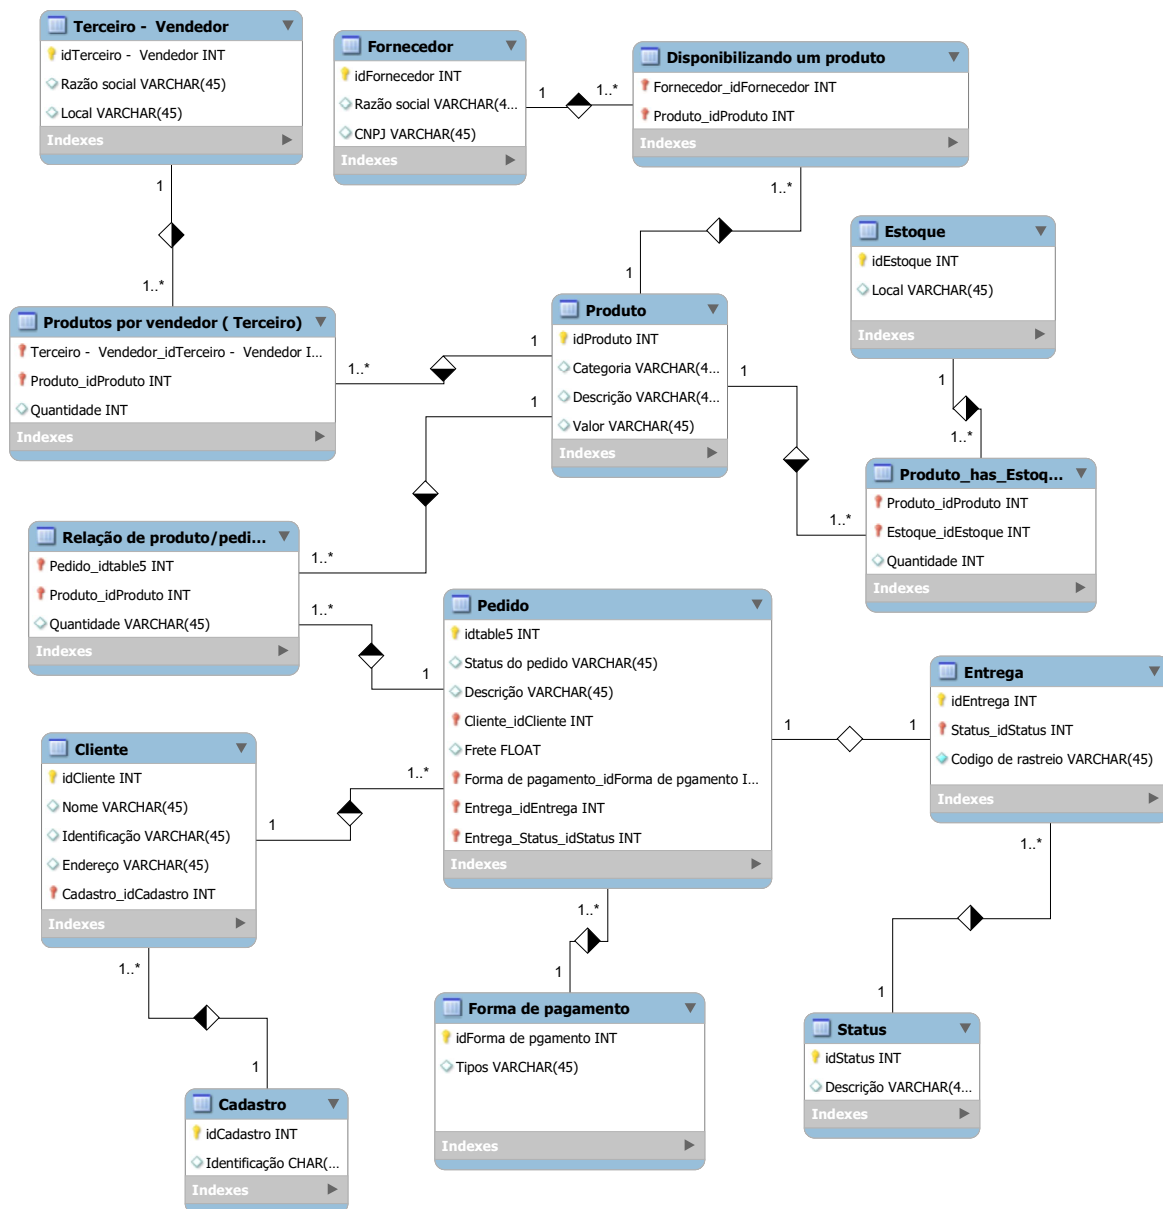 Terceiro -  Vendedor
idTerceiro -  Vendedor INT
Razão social VARCHAR(45)
Local VARCHAR(45)
Indexes
Fornecedor
idFornecedor INT
Razão social VARCHAR(4...
CNPJ VARCHAR(45)
Indexes
Disponibilizando um produto
Fornecedor_idFornecedor INT
Produto_idProduto INT
Indexes
1
1..*
1
1..*
1..*
1
Estoque
idEstoque INT
Local VARCHAR(45)
Indexes
Produtos por vendedor ( Terceiro)
Terceiro -  Vendedor_idTerceiro -  Vendedor I...
Produto_idProduto INT
Quantidade INT
Indexes
Produto
idProduto INT
Categoria VARCHAR(4...
Descrição VARCHAR(4...
Valor VARCHAR(45)
Indexes
1
1..*
1
1
1..*
1
1..*
1..*
Produto_has_Estoq...
Produto_idProduto INT
Estoque_idEstoque INT
Quantidade INT
Indexes
Relação de produto/pedi...
Pedido_idtable5 INT
Produto_idProduto INT
Quantidade VARCHAR(45)
Indexes
1..*
1
Pedido
idtable5 INT
Status do pedido VARCHAR(45)
Descrição VARCHAR(45)
Cliente_idCliente INT
Frete FLOAT
Forma de pagamento_idForma de pgamento I...
Entrega_idEntrega INT
Entrega_Status_idStatus INT
Indexes
1
1
Entrega
idEntrega INT
Status_idStatus INT
Codigo de rastreio VARCHAR(45)
Indexes
Cliente
idCliente INT
Nome VARCHAR(45)
Identificação VARCHAR(45)
Endereço VARCHAR(45)
Cadastro_idCadastro INT
Indexes
1..*
1
1..*
1
1..*
1
1..*
1
Forma de pagamento
idForma de pgamento INT
Tipos VARCHAR(45)
Indexes
Status
idStatus INT
Descrição VARCHAR(4...
Indexes
Cadastro
idCadastro INT
Identificação CHAR(...
Indexes